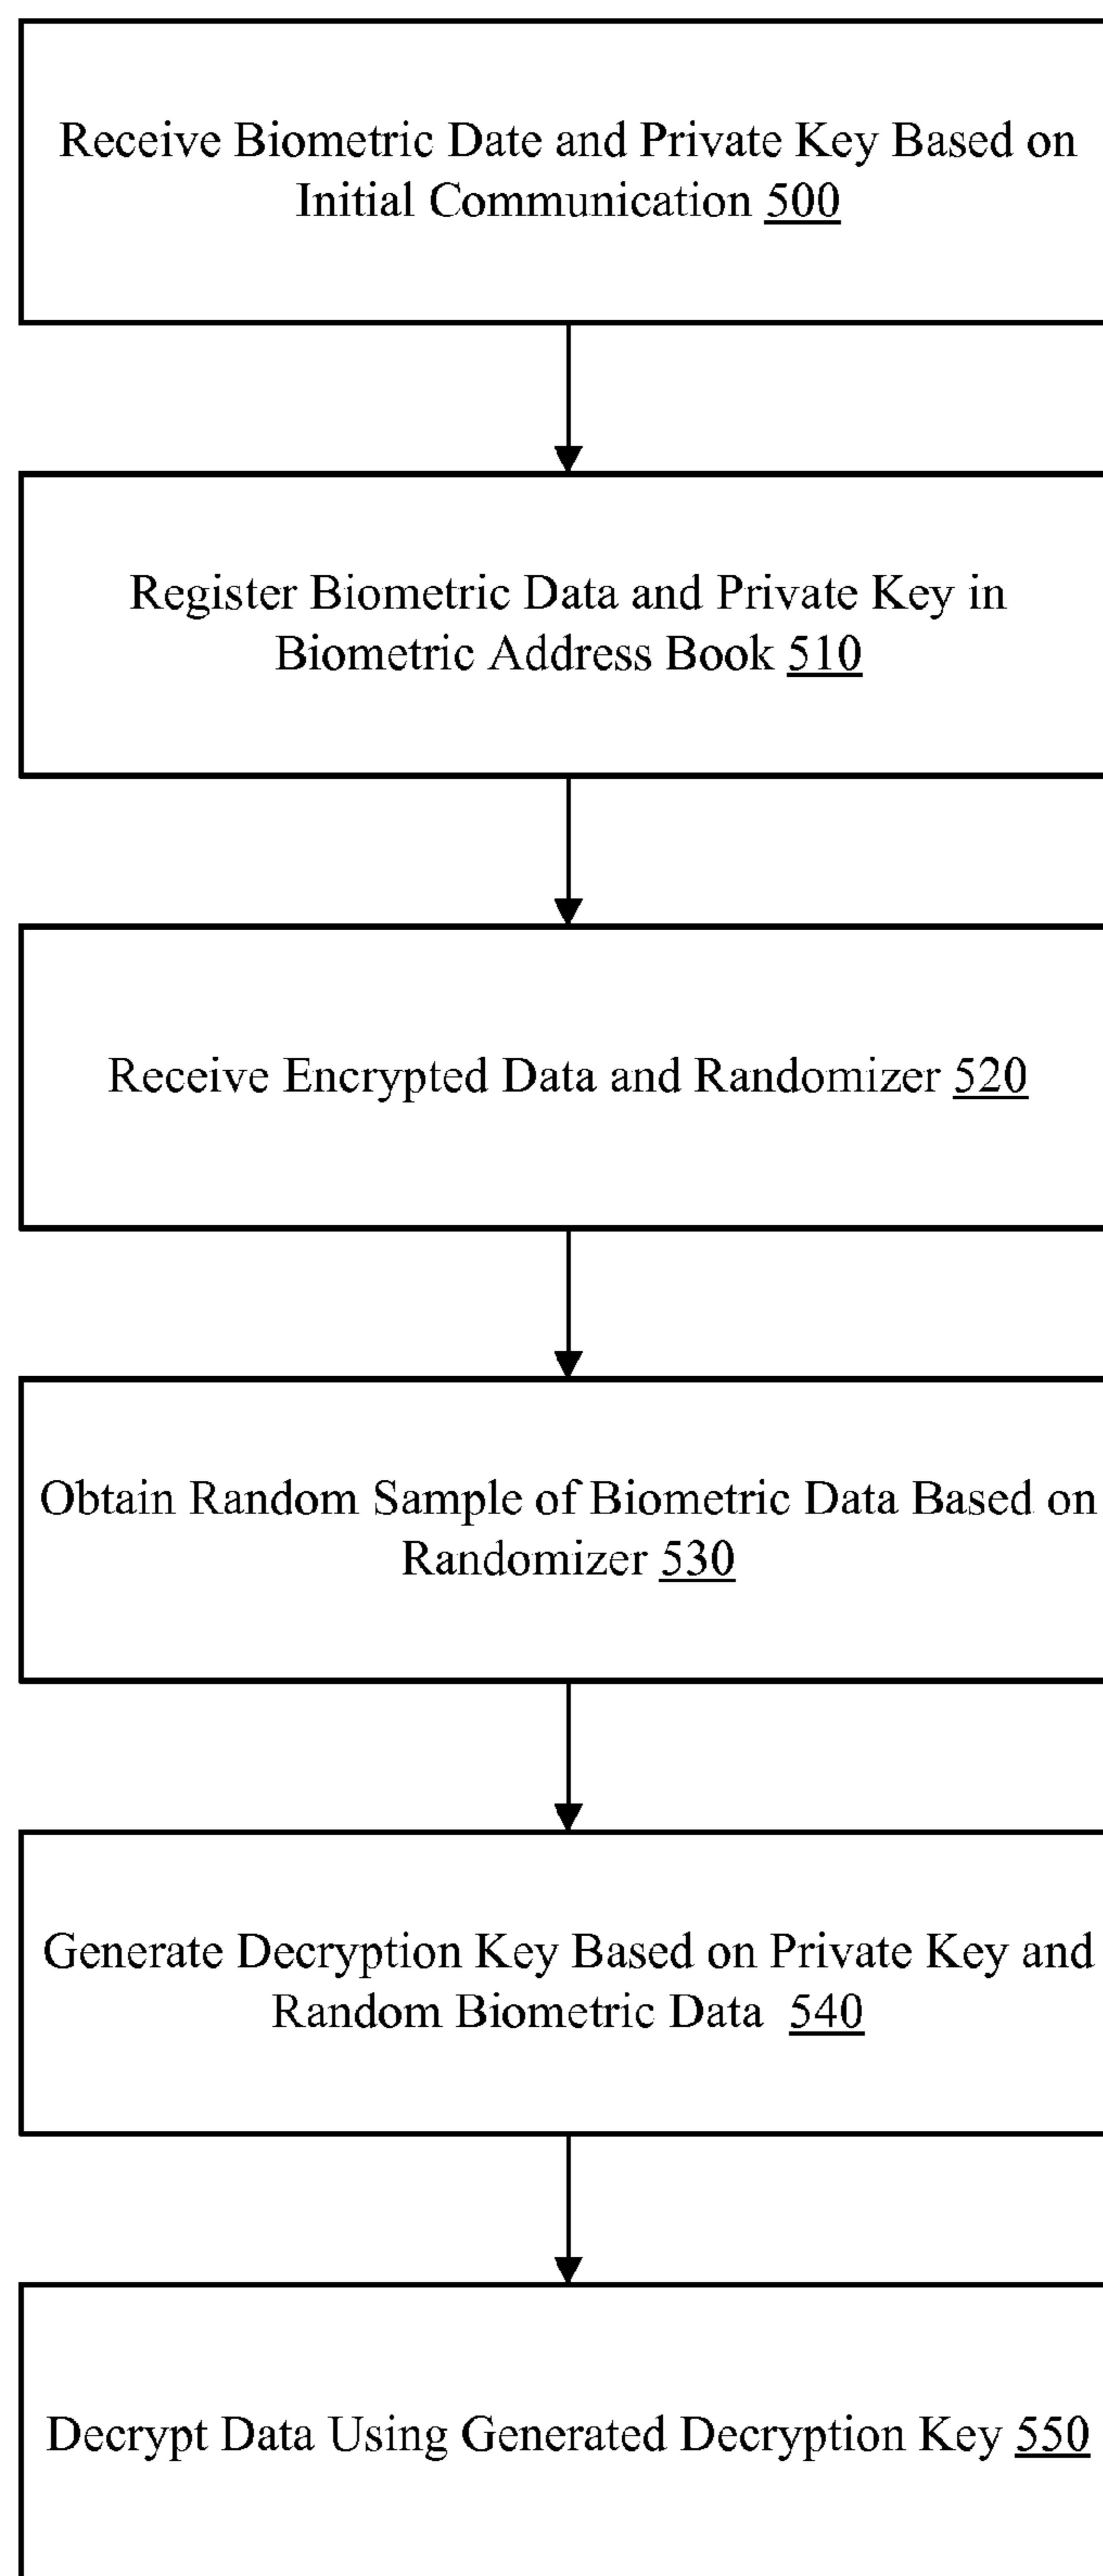 Receive Biometric Date and Private Key Based on
Initial Communication 500
Register Biometric Data and Private Key in
Biometric Address Book 510
Receive Encrypted Data and Randomizer 520
Obtain Random Sample of Biometric Data Based on
Randomizer 530
Generate Decryption Key Based on Private Key and
Random Biometric Data 540
Decrypt Data Using Generated Decryption Key 550